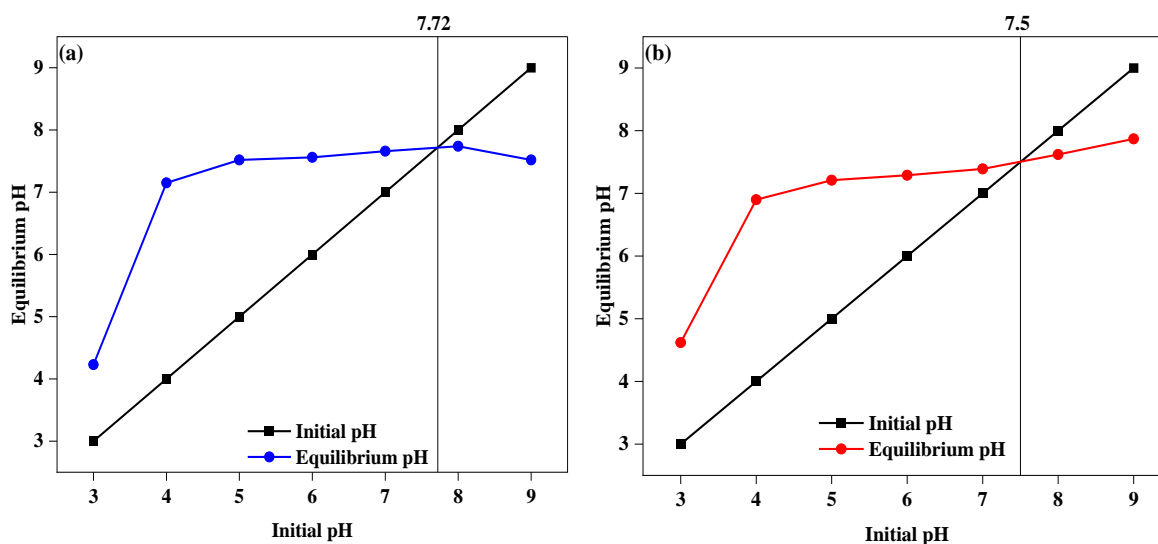 7.72
(a)
9
8
7
6
5
4
3
Equilibrium pH
Initial pH
Equilibrium pH
3 4 5 6 7 8 9
Initial pH
7.5
(b)
9
8
7
6
5
4
3
Equilibrium pH
Initial pH
Equilibrium pH
3 4 5 6 7 8 9
Initial pH